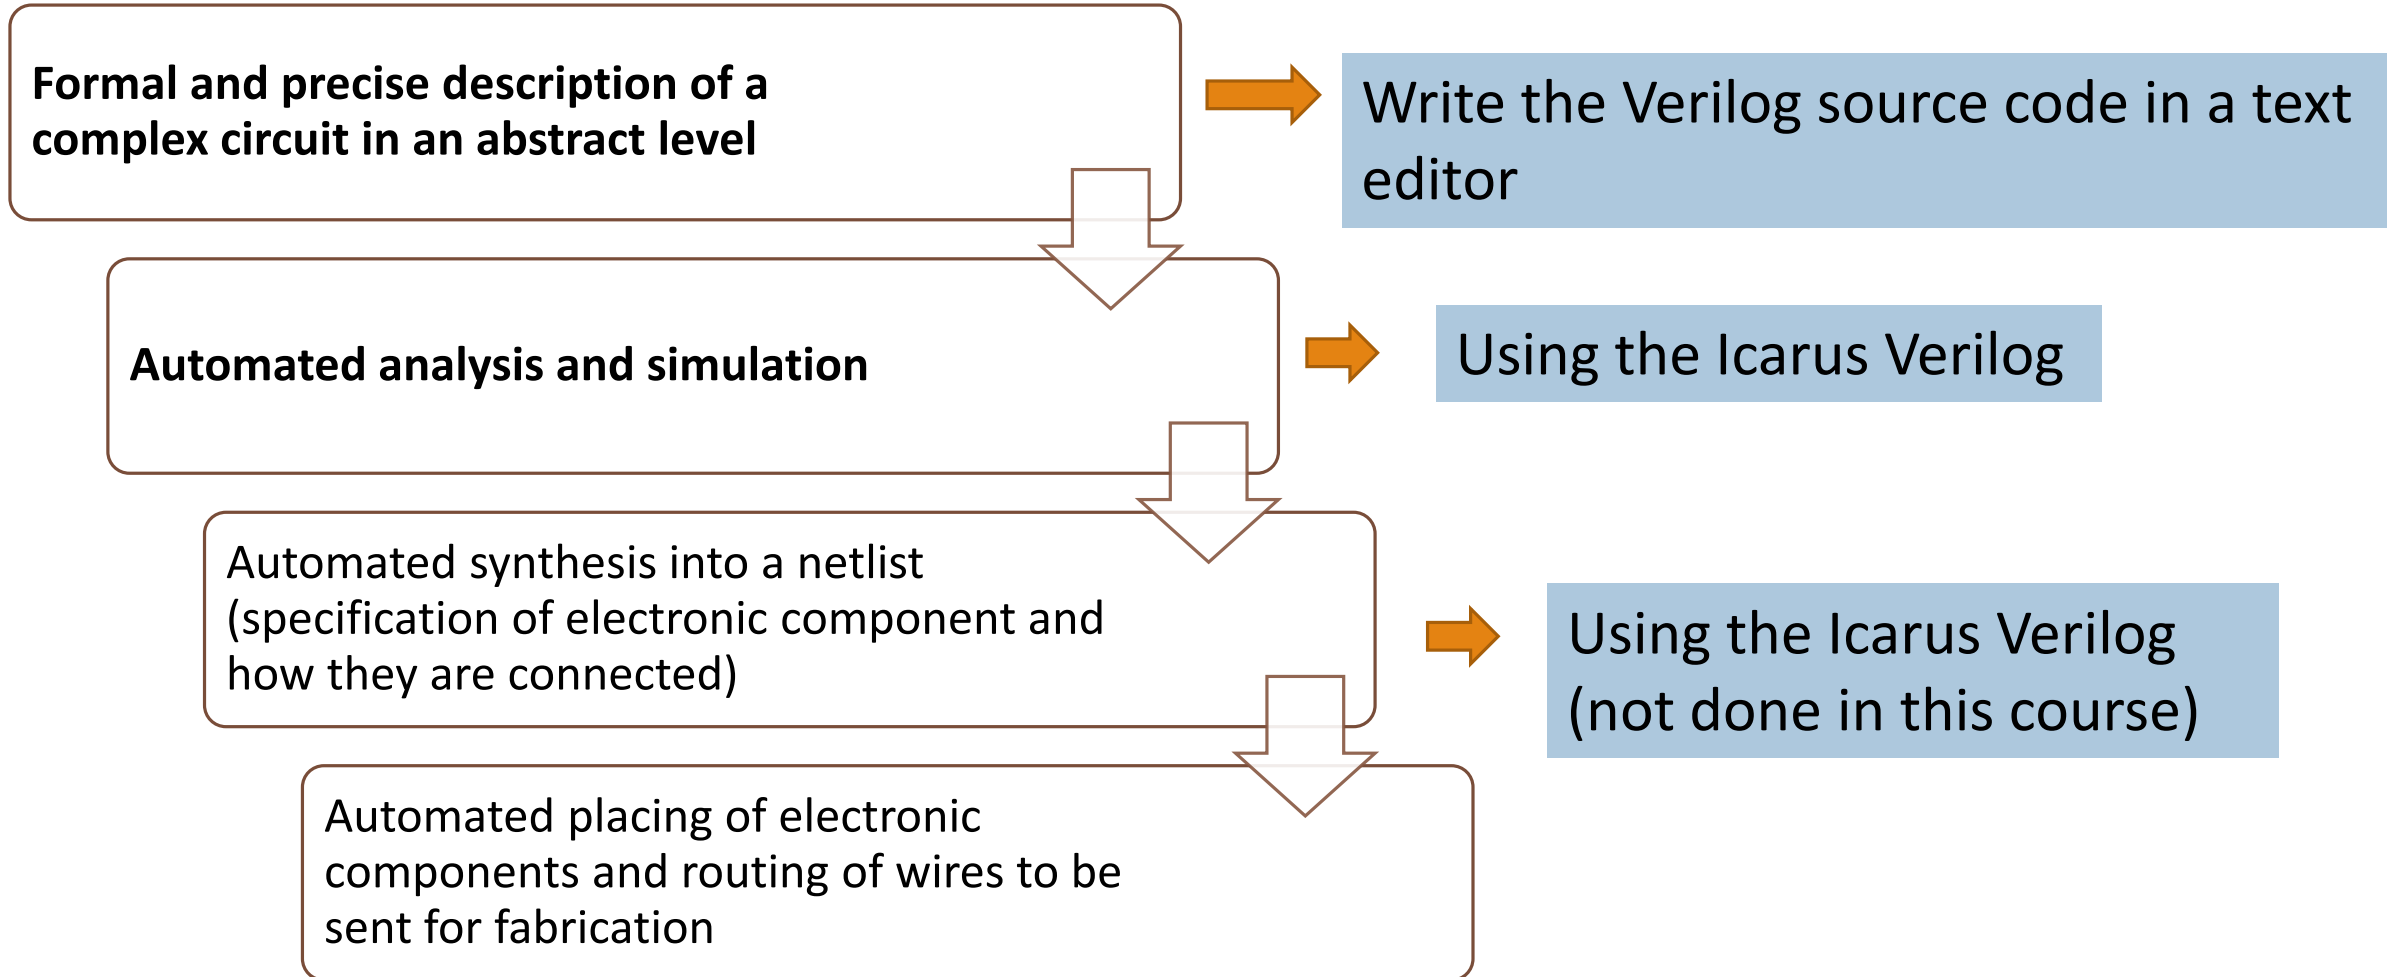 Formal and precise description of a
complex circuit in an abstract level
Write the Verilog source code in a text
editor
Automated analysis and simulation
Using the Icarus Verilog
Automated synthesis into a netlist
(specification of electronic component and
how they are connected)
Using the Icarus Verilog
(not done in this course)
Automated placing of electronic
components and routing of wires to be
sent for fabrication